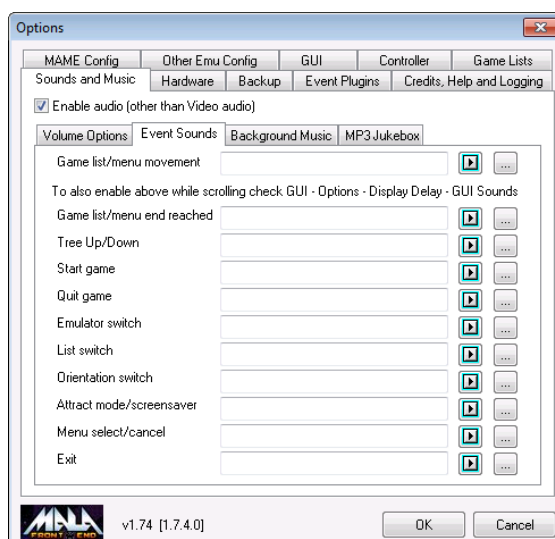 Options
MAME Config Other Emu Config GUI Controller Game Lists
Sounds and Music Hardware Backup Event Plugins Credits, Help and Logging
Enable audio (other than Video audio)
Volume Options Event Sounds Background Music MP3 Jukebox
Game list/menu movement ...
To also enable above while scrolling check GUI - Options - Display Delay - GUI Sounds
Game list/menu end reached ...
Tree Up/Down ...
Start game ...
Quit game ...
Emulator switch ...
List switch ...
Orientation switch ...
Attract mode/screensaver ...
Menu select/cancel ...
Exit ...
MALA
FRONT END
v1.74 [1.7.4.0]
OK Cancel